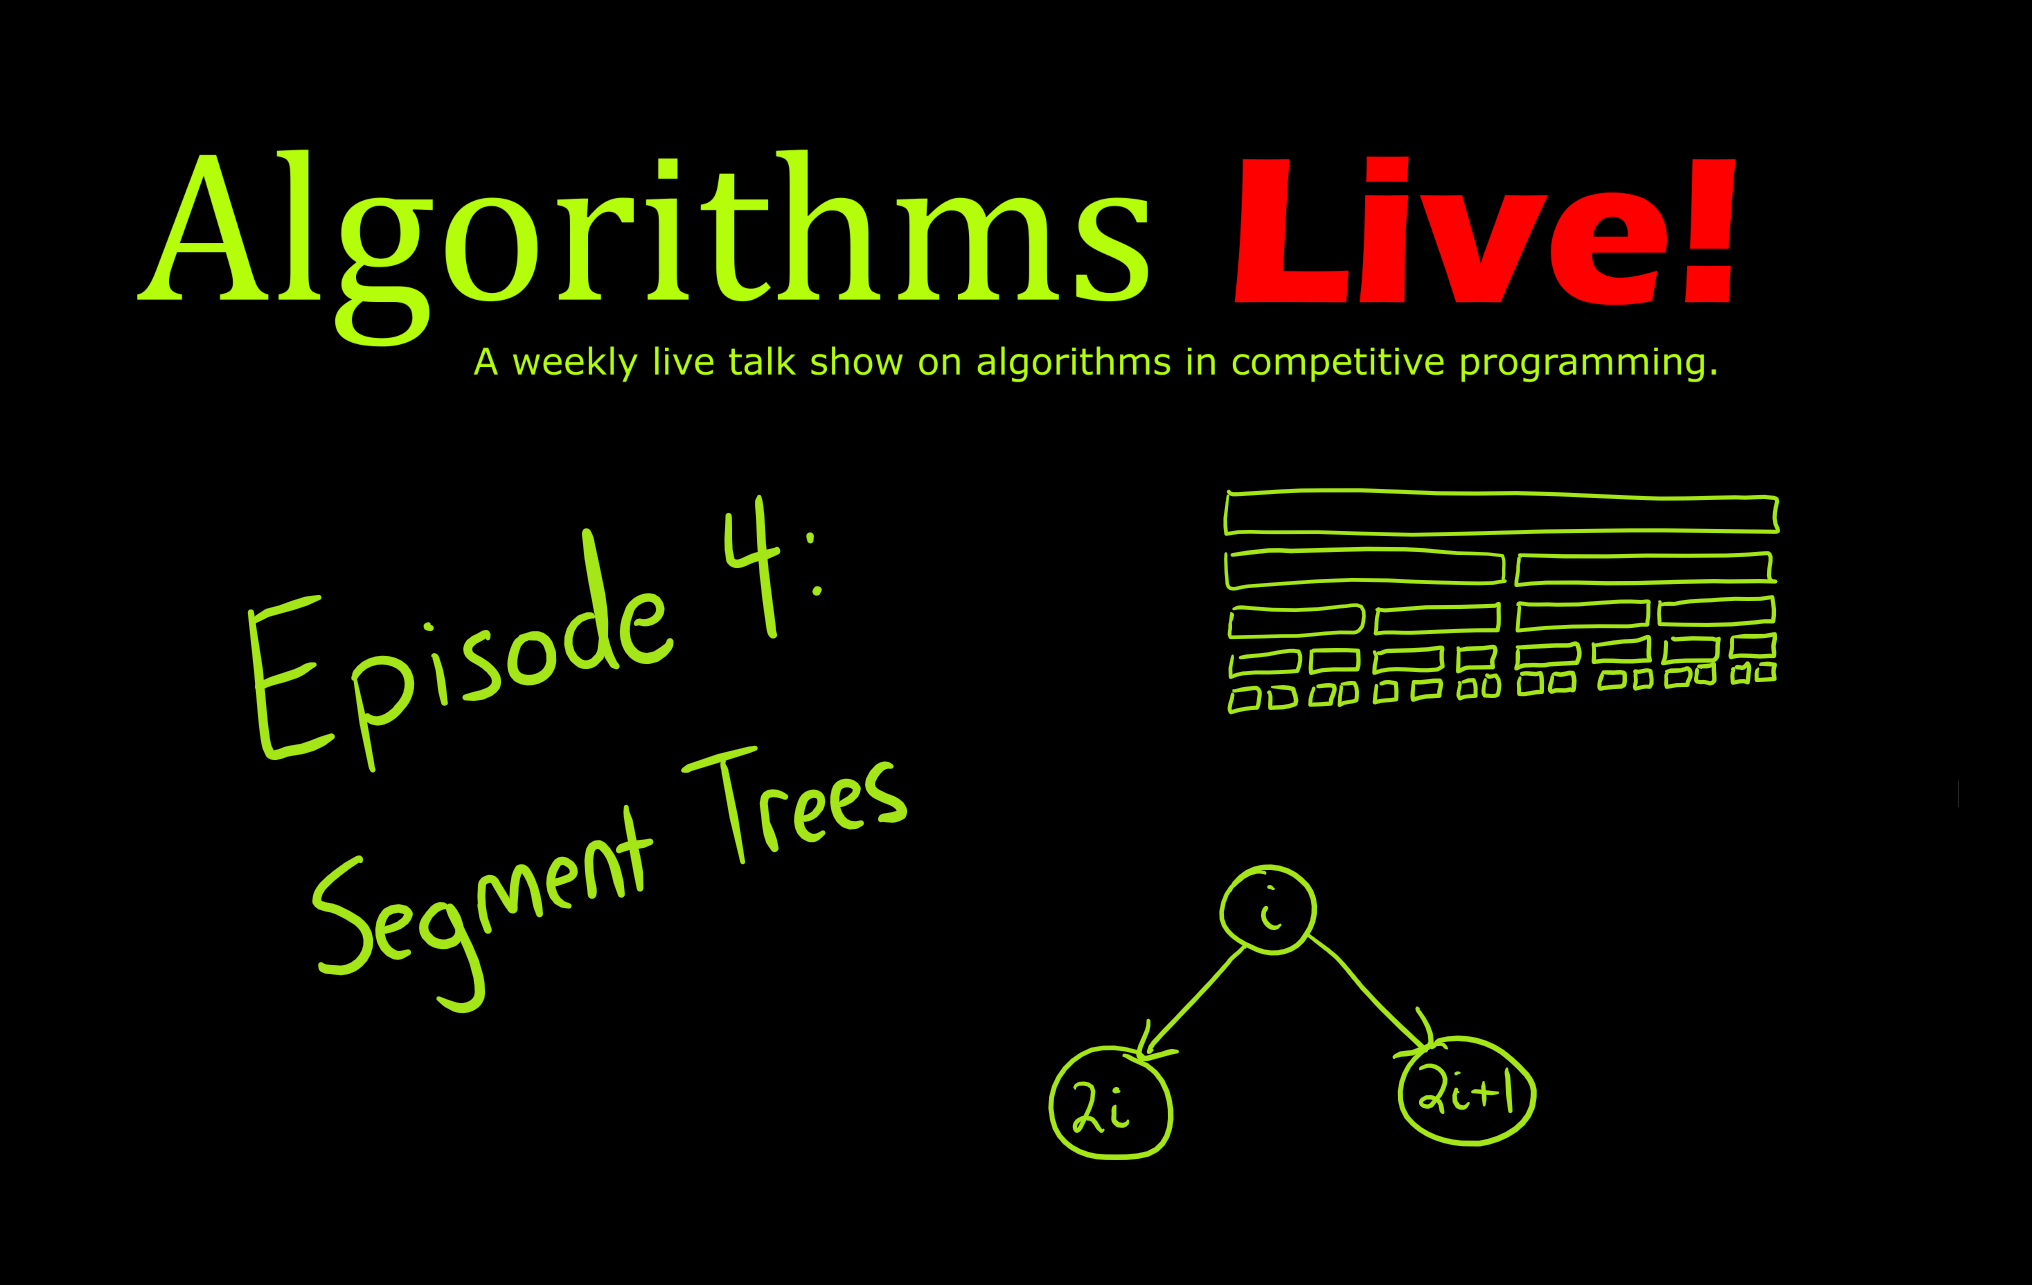 Algorithms Live!
A weekly live talk show on algorithms in competitive programming.
Episode 4:
Segment Trees
i
2i
2i+1